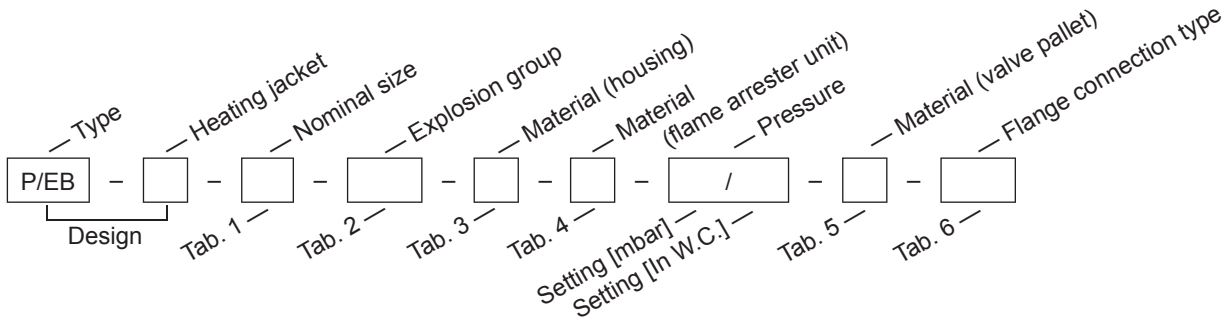 Type
Heating jacket
Nominal size
Explosion group
Material (housing)
Material
(flame arrester unit)
Pressure
Material (valve pallet)
Flange connection type
P/EB – – – – – – / – –
Design
Tab. 1
Tab. 2
Tab. 3
Tab. 4
Setting [mbar]
Setting [In W.C.]
Tab. 5
Tab. 6